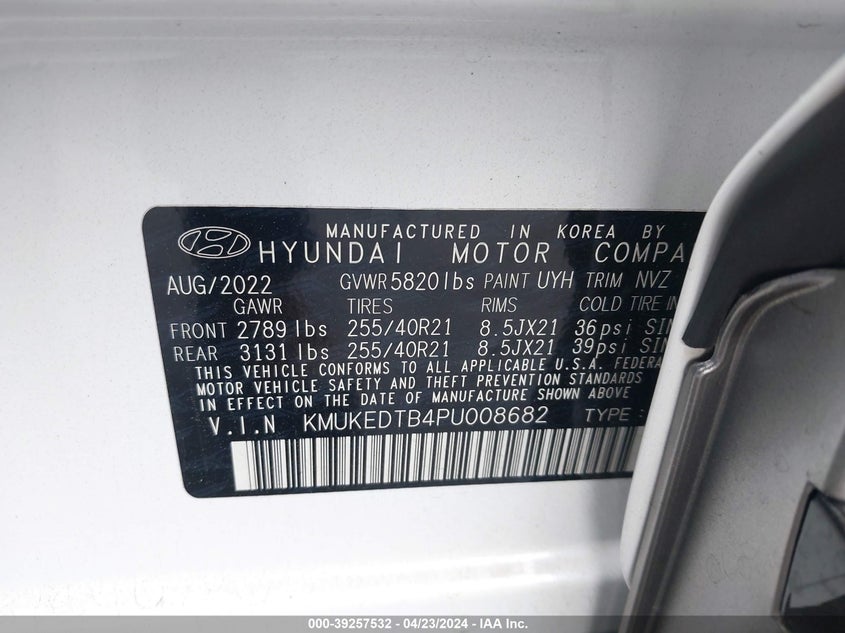 MANUFACTURED IN KOREA BY
HYUNDAI MOTOR COMPA
AUG/2022 GVWR 5820 lbs PAINT UYH TRIM NVZ
GAWR TIRES RIMS COLD TIRE IN
FRONT 2789 lbs 255/40R21 8.5JX21 36psi SIN
REAR 3131 lbs 255/40R21 8.5JX21 39psi SIN
THIS VEHICLE CONFORMS TO ALL APPLICABLE U.S.A. FEDERA
MOTOR VEHICLE SAFETY AND THEFT PREVENTION STANDARDS
IN EFFECT ON THE DATE OF MANUFACTURE SHOWN ABOVE
V.I.N KMUKEDTB4PU008682 TYPE :
000-39257532 - 04/23/2024 - IAA Inc.